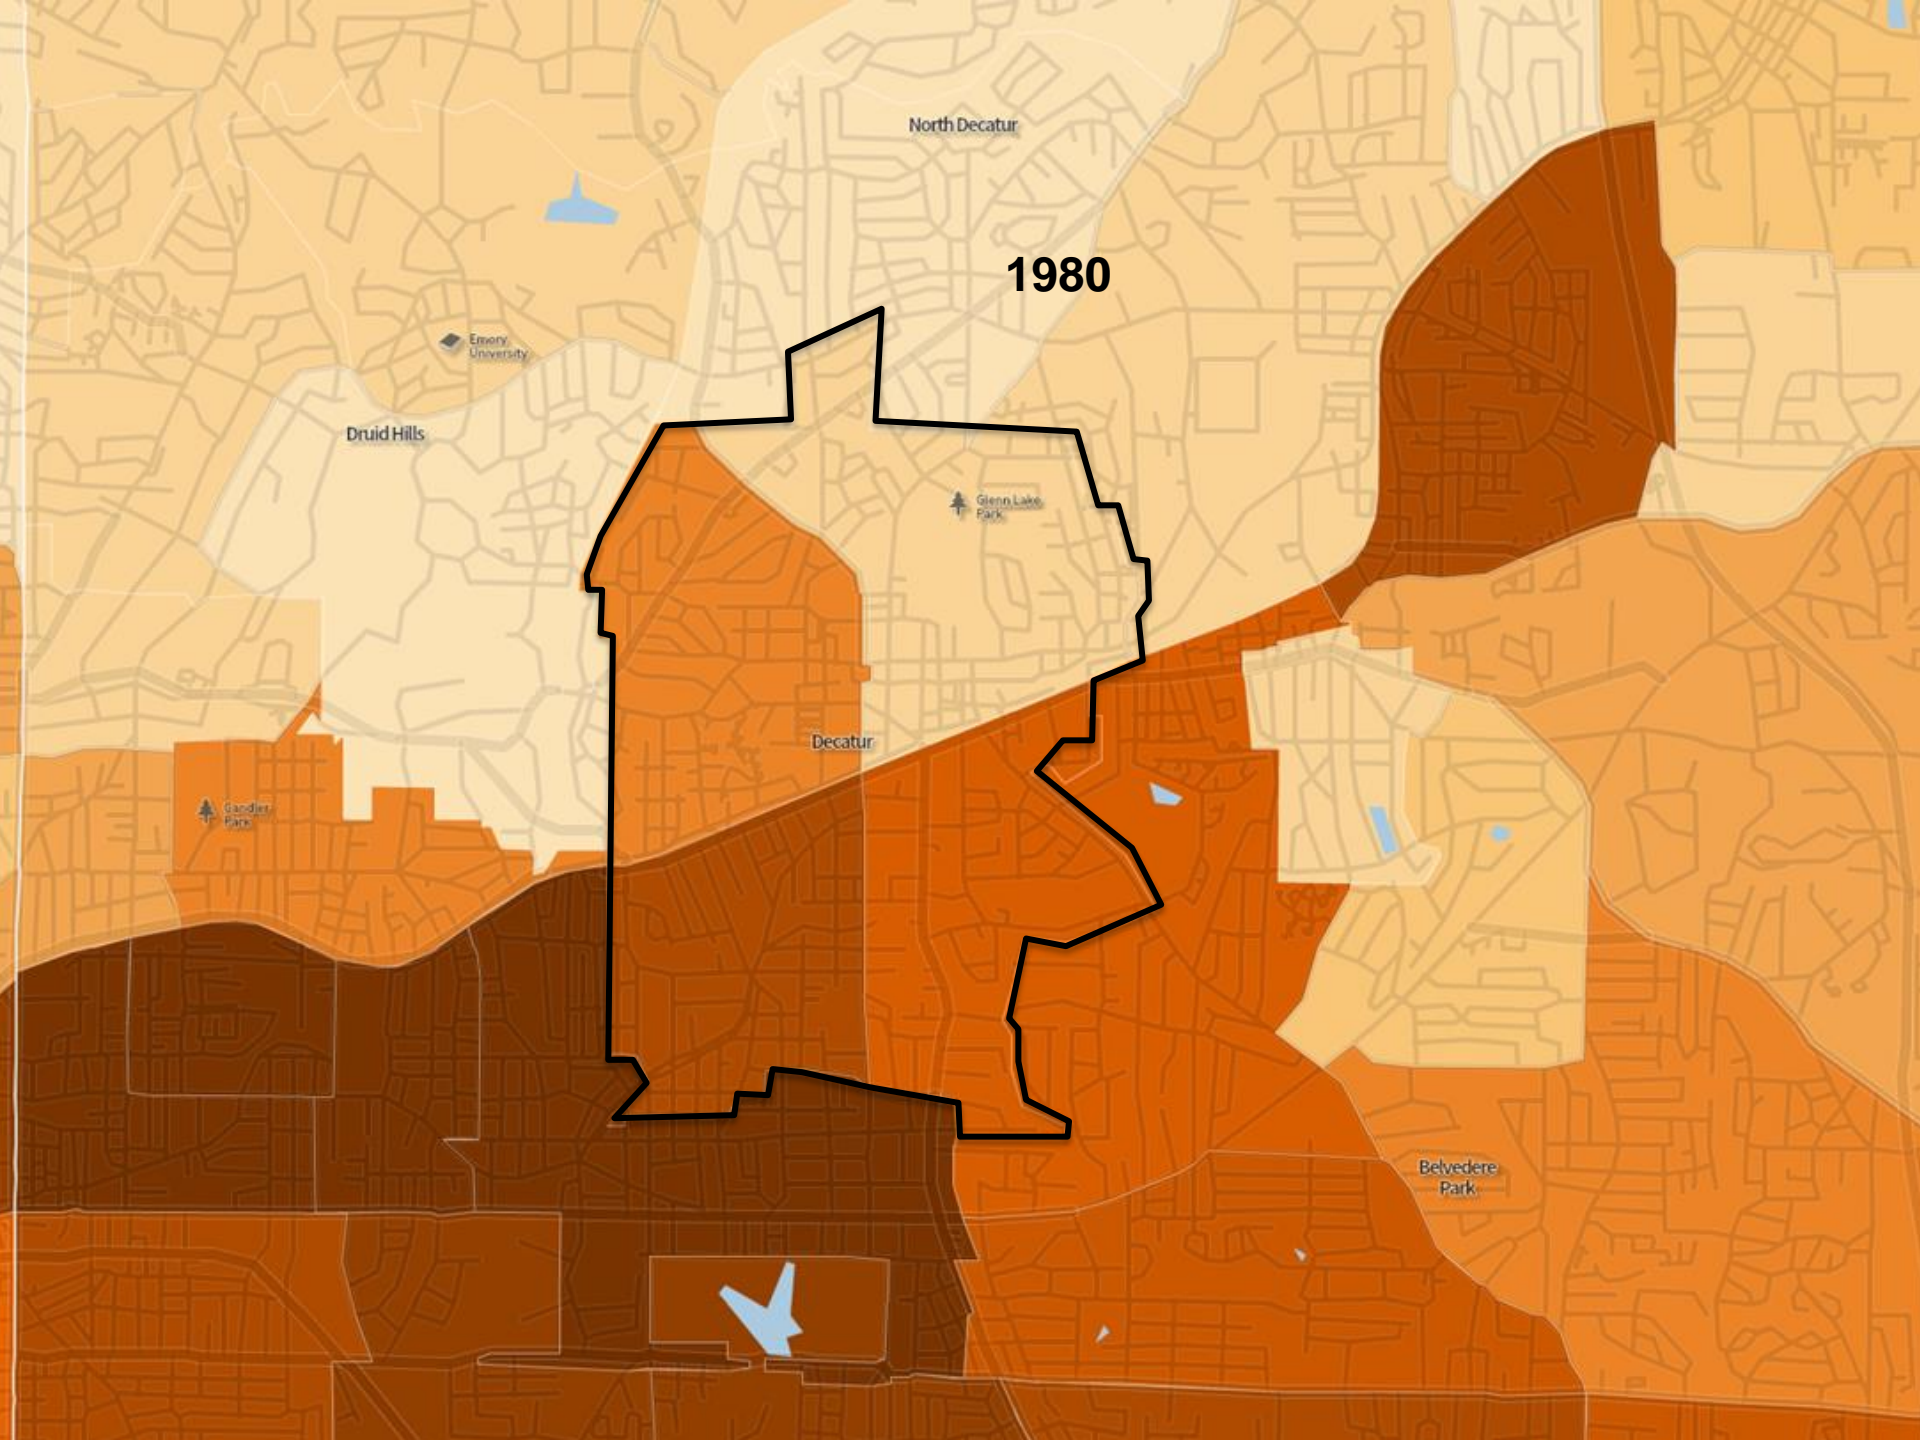 North Decatur
1980
Emory
University
Druid Hills
Glenn Lake
Park
Decatur
Candler
Park
Belvedere
Park